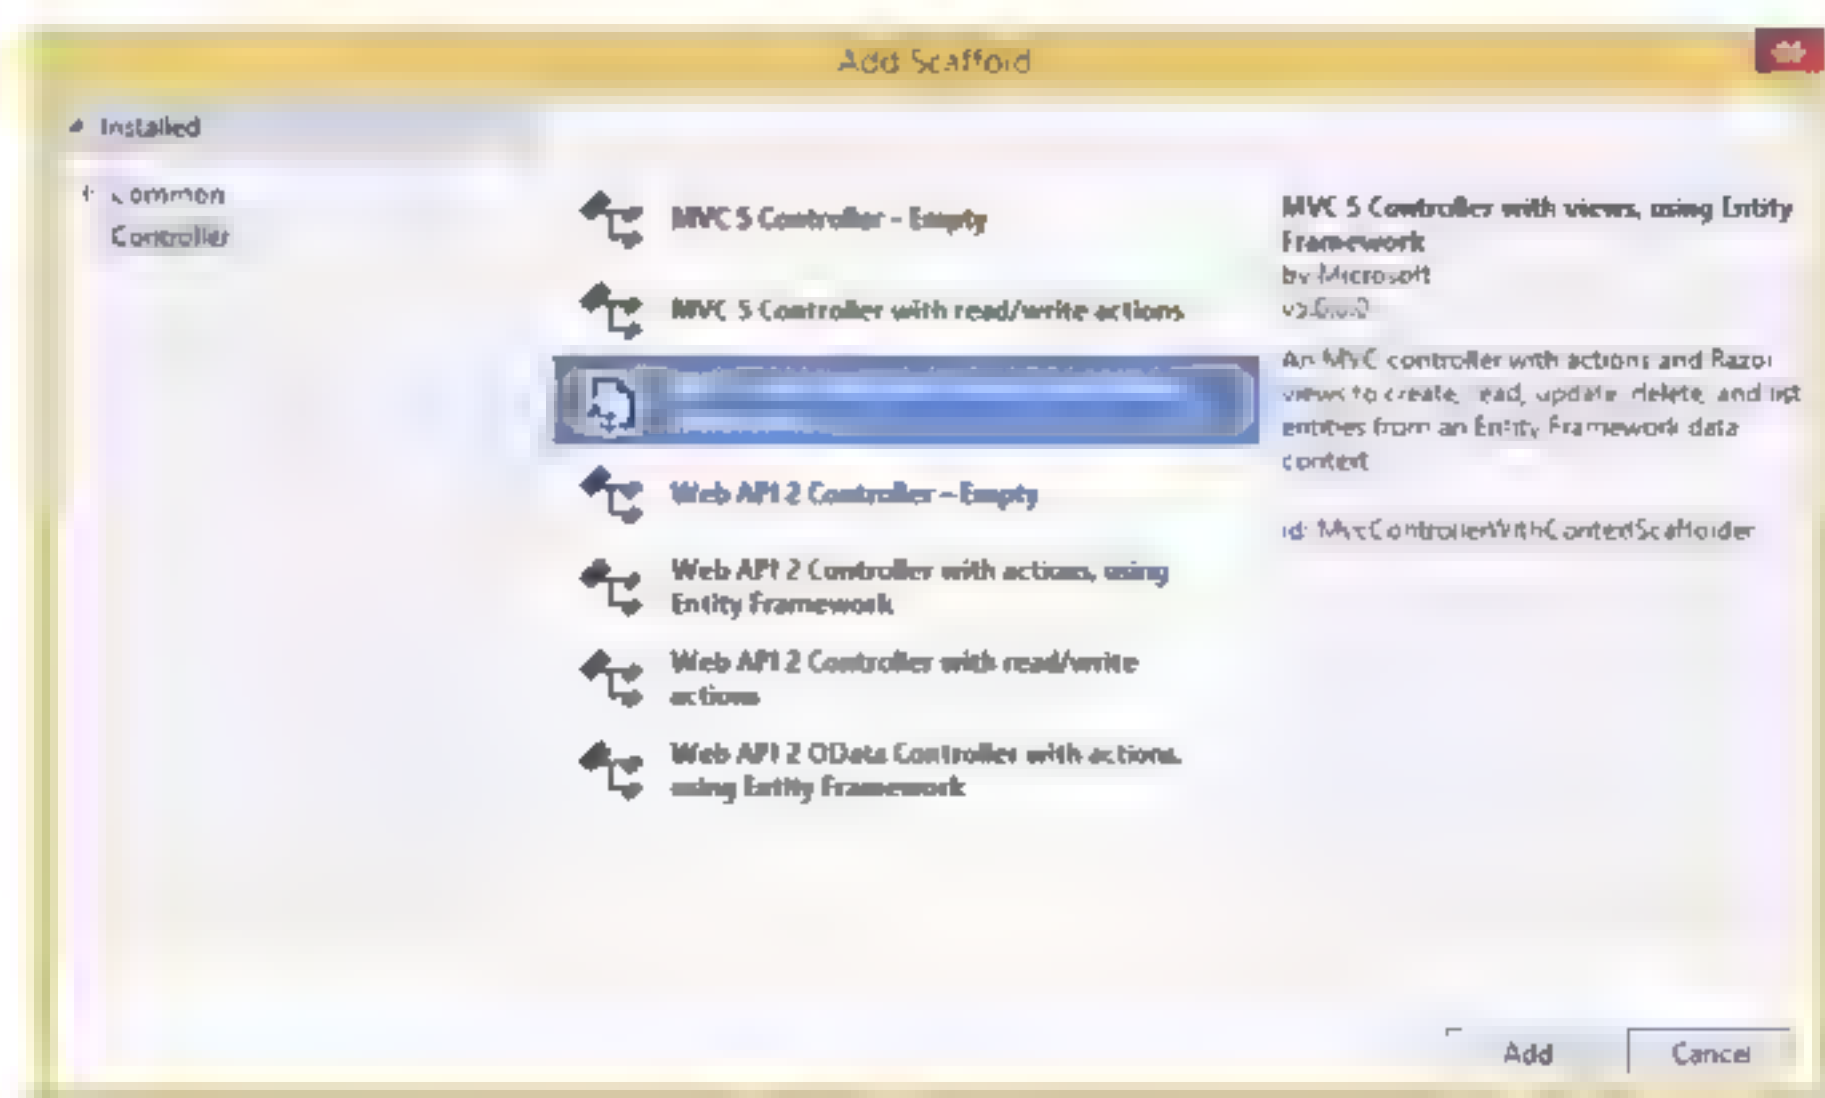 Add Scaffold
Installed
Common
Controller
MVC 5 Controller - Empty
MVC 5 Controller with read/write actions
Web API 2 Controller - Empty
Web API 2 Controller with actions, using
Entity Framework
Web API 2 Controller with read/write
actions
Web API 2 OData Controller with actions,
using Entity Framework
MVC 5 Controller with views, using Entity
Framework
by Microsoft
An MVC controller with actions and Razor
views to create, read, update, delete, and list
entities from an Entity Framework data
context
id: MvcControllerWithContextScaffolder
Add
Cancel